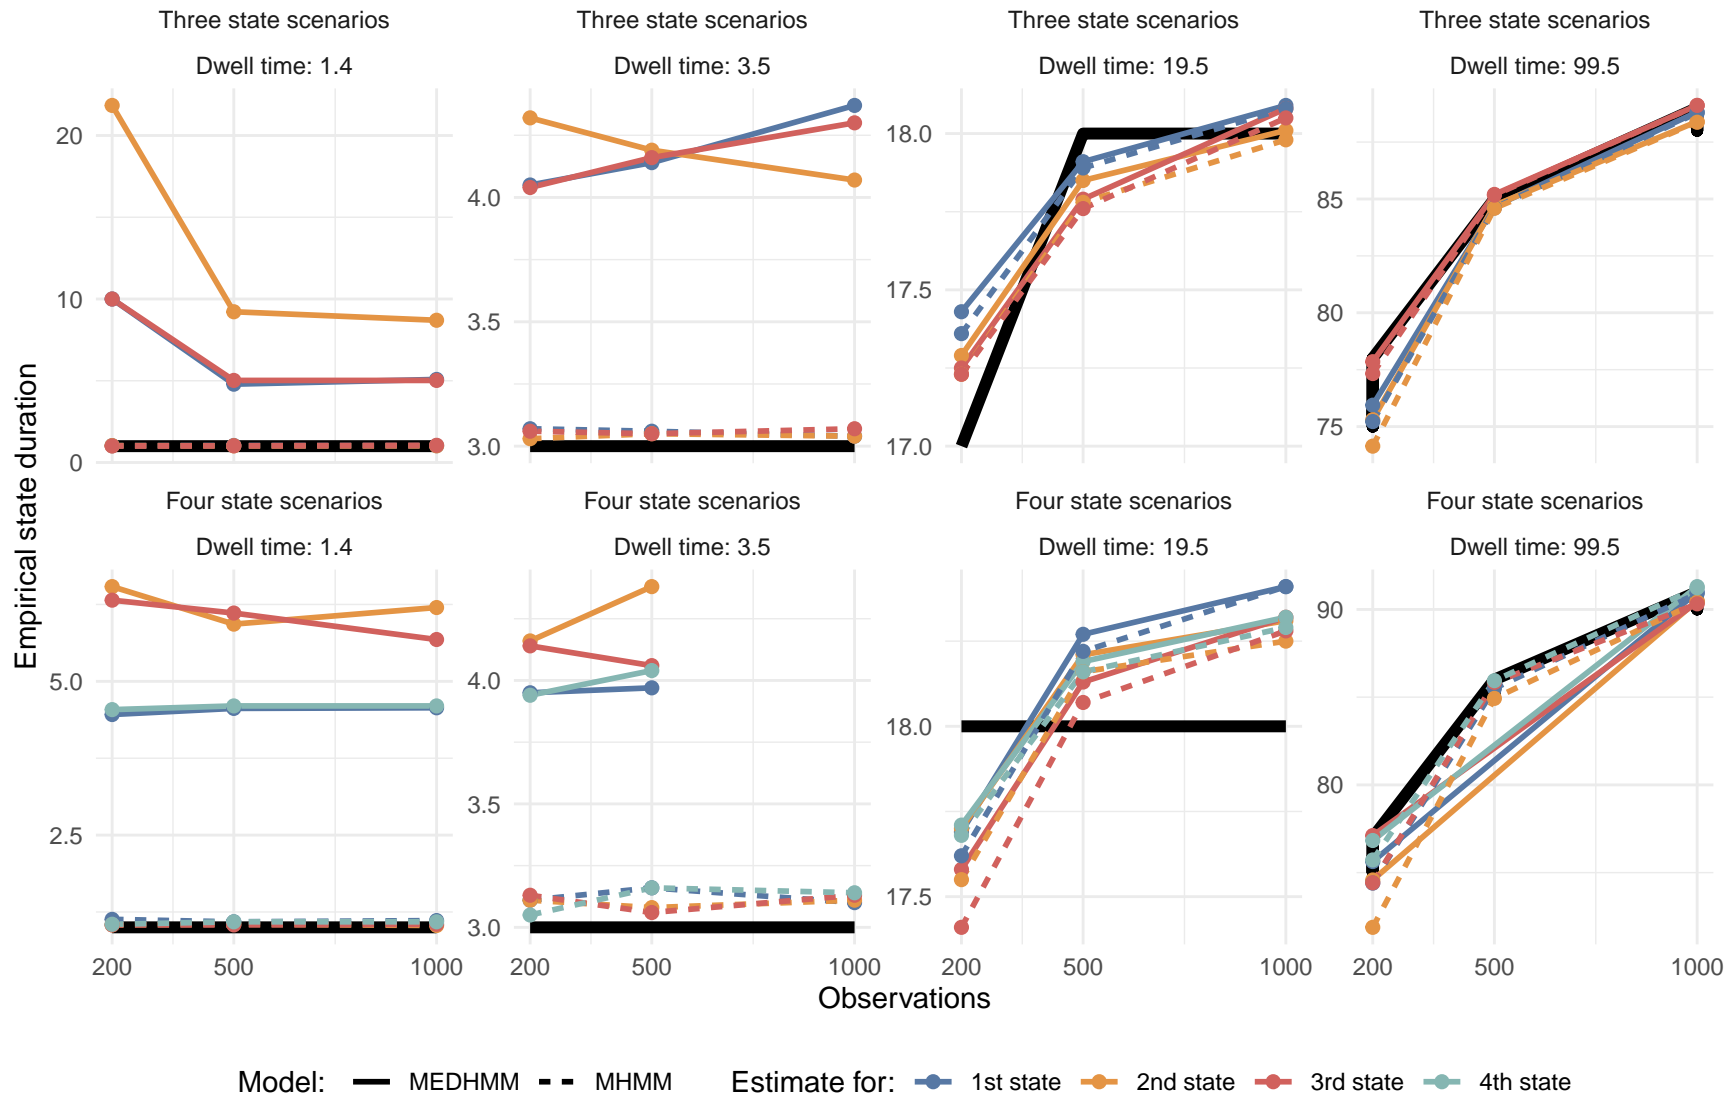 Three state scenarios
Three state scenarios
Three state scenarios
Three state scenarios
Dwell time: 1.4
Dwell time: 3.5
Dwell time: 19.5
Dwell time: 99.5
20
10
0
4.0
3.5
3.0
18.0
17.5
17.0
85
80
75
Empirical state duration
Four state scenarios
Four state scenarios
Four state scenarios
Four state scenarios
Dwell time: 1.4
Dwell time: 3.5
Dwell time: 19.5
Dwell time: 99.5
5.0
2.5
4.0
3.5
3.0
18.0
17.5
90
80
200 500 1000
200 500 1000
200 500 1000
200 500 1000
Observations
Model: MEDHMM MHMM Estimate for: 1st state 2nd state 3rd state 4th state